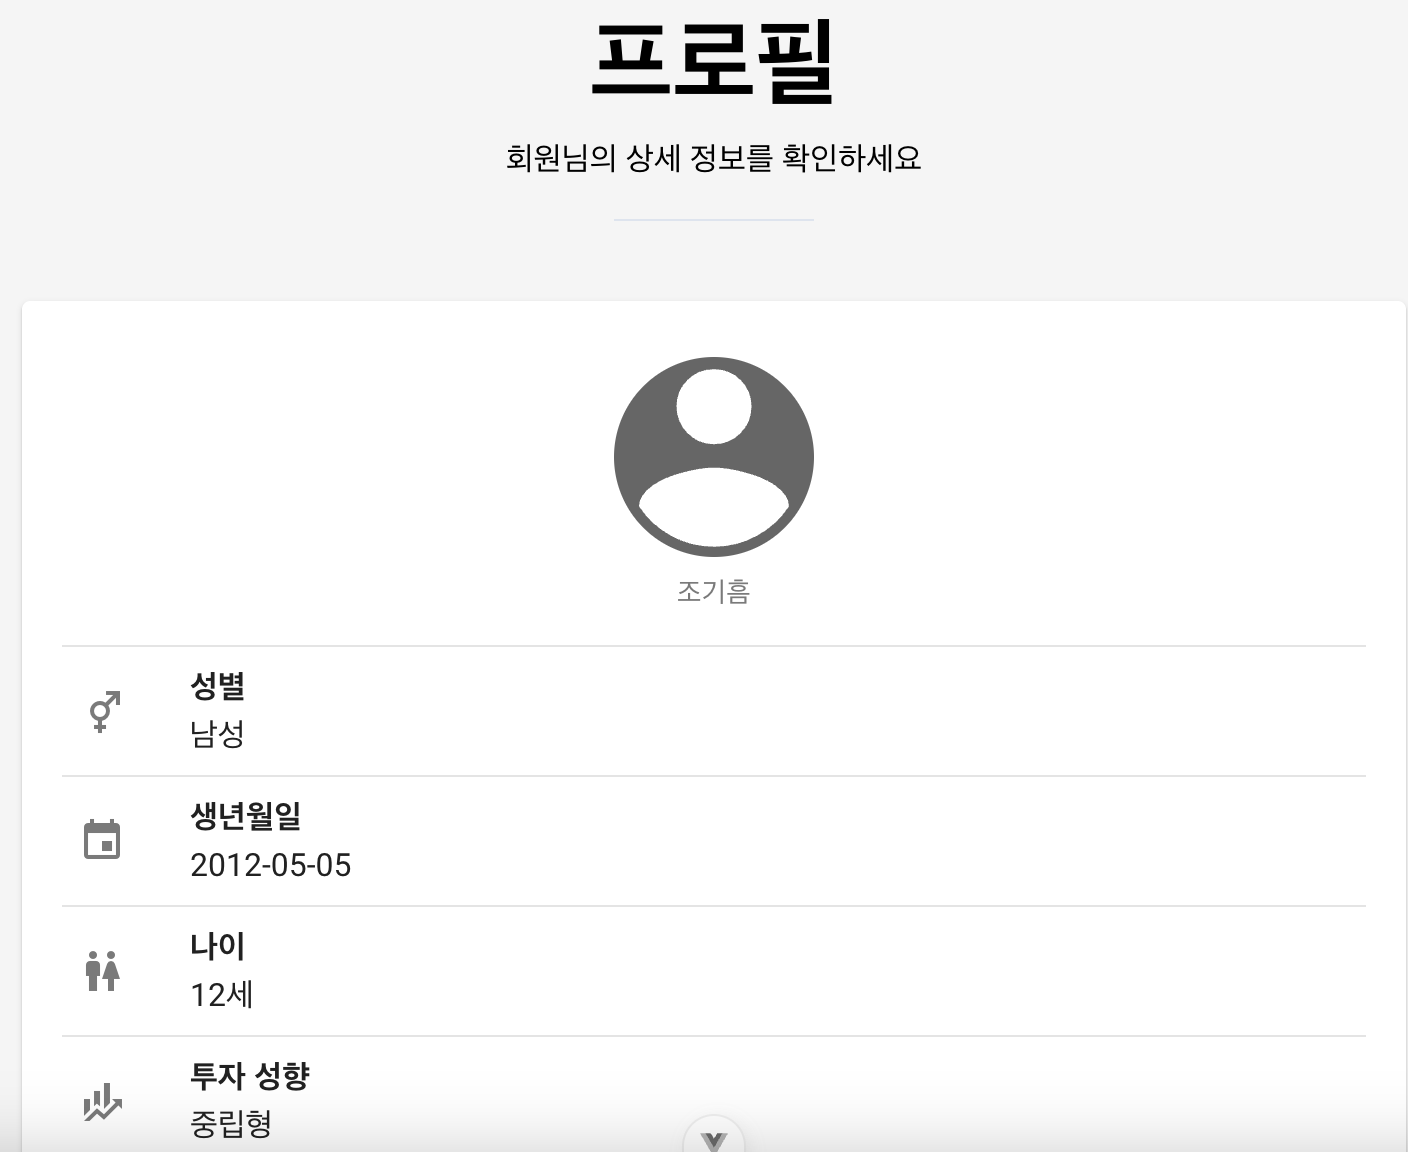 프로필
회원님의 상세 정보를 확인하세요
조기흠
성별
남성
생년월일
2012-05-05
나이
12세
투자 성향
중립형